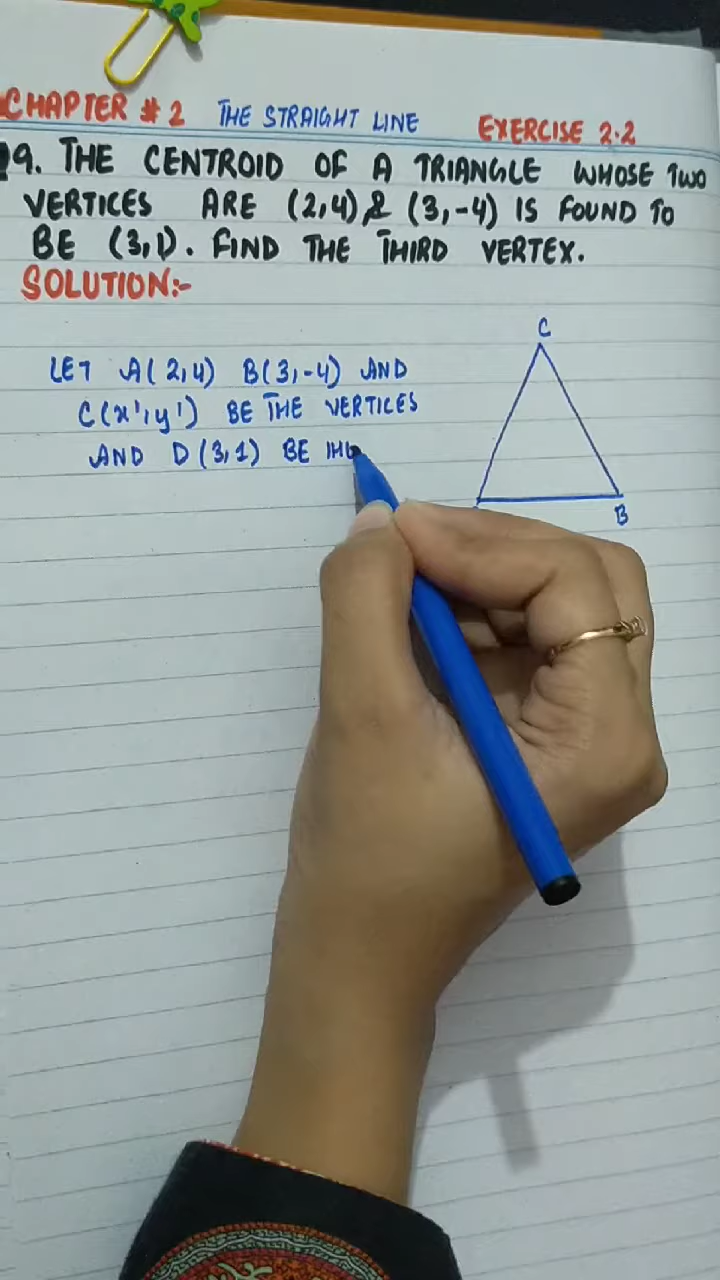 CHAPTER # 2 THE STRAIGHT LINE EXERCISE 2.2
9. THE CENTROID OF A TRIANGLE WHOSE TWO
VERTICES ARE (2,4) & (3,-4) IS FOUND TO
BE (3,1). FIND THE THIRD VERTEX.
SOLUTION:-
C
LET A(2,4) B(3,-4) AND
C(x',y') BE THE VERTICES
AND D(3,1) BE
B